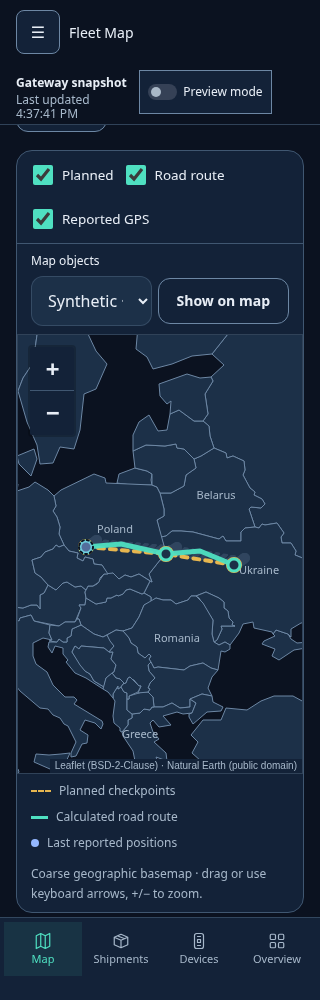 ☰ Fleet Map
Gateway snapshot
Last updated
4:37:41 PM
Preview mode
Planned
Road route
Reported GPS
Map objects
Synthetic
Show on map
+
−
Belarus
Poland
Ukraine
Romania
Greece
Leaflet (BSD-2-Clause) · Natural Earth (public domain)
Planned checkpoints
Calculated road route
Last reported positions
Coarse geographic basemap · drag or use
keyboard arrows, +/− to zoom.
Map
Shipments
Devices
Overview